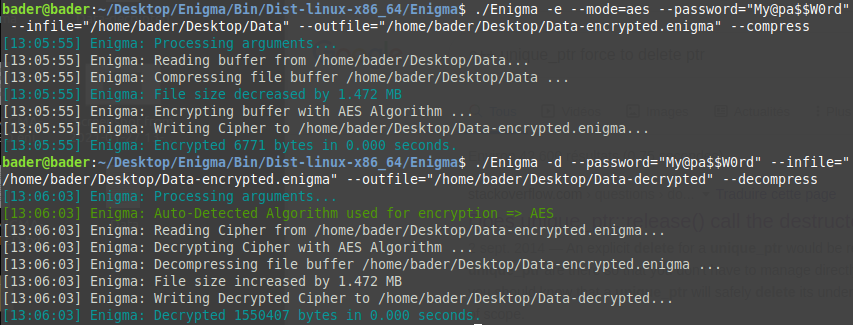 bader@bader:~/Desktop/Enigma/Bin/Dist-linux-x86_64/Enigma$ ./Enigma -e --mode=aes --password="My@pa$$W0rd"
--infile="/home/bader/Desktop/Data" --outfile="/home/bader/Desktop/Data-encrypted.enigma" --compress
[13:05:55] Enigma: Processing arguments...
[13:05:55] Enigma: Reading buffer from /home/bader/Desktop/Data...
[13:05:55] Enigma: Compressing file buffer /home/bader/Desktop/Data ...
[13:05:55] Enigma: File size decreased by 1.472 MB
[13:05:55] Enigma: Encrypting buffer with AES Algorithm ...
[13:05:55] Enigma: Writing Cipher to /home/bader/Desktop/Data-encrypted.enigma...
[13:05:55] Enigma: Encrypted 6771 bytes in 0.000 seconds.
bader@bader:~/Desktop/Enigma/Bin/Dist-linux-x86_64/Enigma$ ./Enigma -d --password="My@pa$$W0rd" --infile="
/home/bader/Desktop/Data-encrypted.enigma" --outfile="/home/bader/Desktop/Data-decrypted" --decompress
[13:06:03] Enigma: Processing arguments...
[13:06:03] Enigma: Auto-Detected Algorithm used for encryption => AES
[13:06:03] Enigma: Reading Cipher from /home/bader/Desktop/Data-encrypted.enigma...
[13:06:03] Enigma: Decrypting Cipher with AES Algorithm ...
[13:06:03] Enigma: Decompressing file buffer /home/bader/Desktop/Data-encrypted.enigma ...
[13:06:03] Enigma: File size increased by 1.472 MB
[13:06:03] Enigma: Writing Decrypted Cipher to /home/bader/Desktop/Data-decrypted...
[13:06:03] Enigma: Decrypted 1550407 bytes in 0.000 seconds.